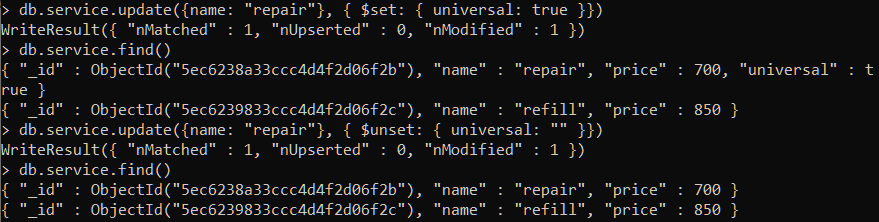 > db.service.update({name: "repair"}, { $set: { universal: true }})
WriteResult({ "nMatched" : 1, "nUpserted" : 0, "nModified" : 1 })
> db.service.find()
{ "_id" : ObjectId("5ec6238a33ccc4d4f2d06f2b"), "name" : "repair", "price" : 700, "universal" : t
rue }
{ "_id" : ObjectId("5ec6239833ccc4d4f2d06f2c"), "name" : "refill", "price" : 850 }
> db.service.update({name: "repair"}, { $unset: { universal: "" }})
WriteResult({ "nMatched" : 1, "nUpserted" : 0, "nModified" : 1 })
> db.service.find()
{ "_id" : ObjectId("5ec6238a33ccc4d4f2d06f2b"), "name" : "repair", "price" : 700 }
{ "_id" : ObjectId("5ec6239833ccc4d4f2d06f2c"), "name" : "refill", "price" : 850 }